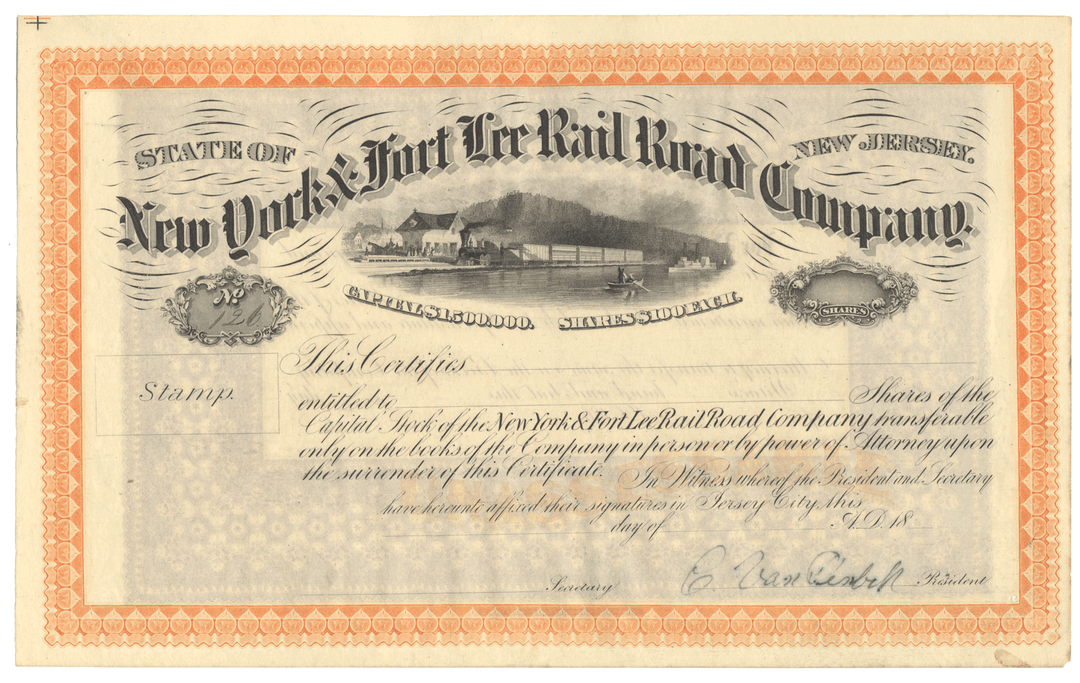 STATE OF
NEW JERSEY.
New York & Fort Lee Rail Road Company.
No 126
CAPITAL $1,500,000. SHARES $100 EACH.
SHARES
Stamp.
This Certifies
entitled to Shares of the
Capital Stock of the New York & Fort Lee Rail Road Company transferable
only on the books of the Company in person or by power of Attorney upon
the surrender of this Certificate. In Witness whereof the President and Secretary
have hereunto affixed their signatures in Jersey City, this
day of A.D. 18
Secretary President